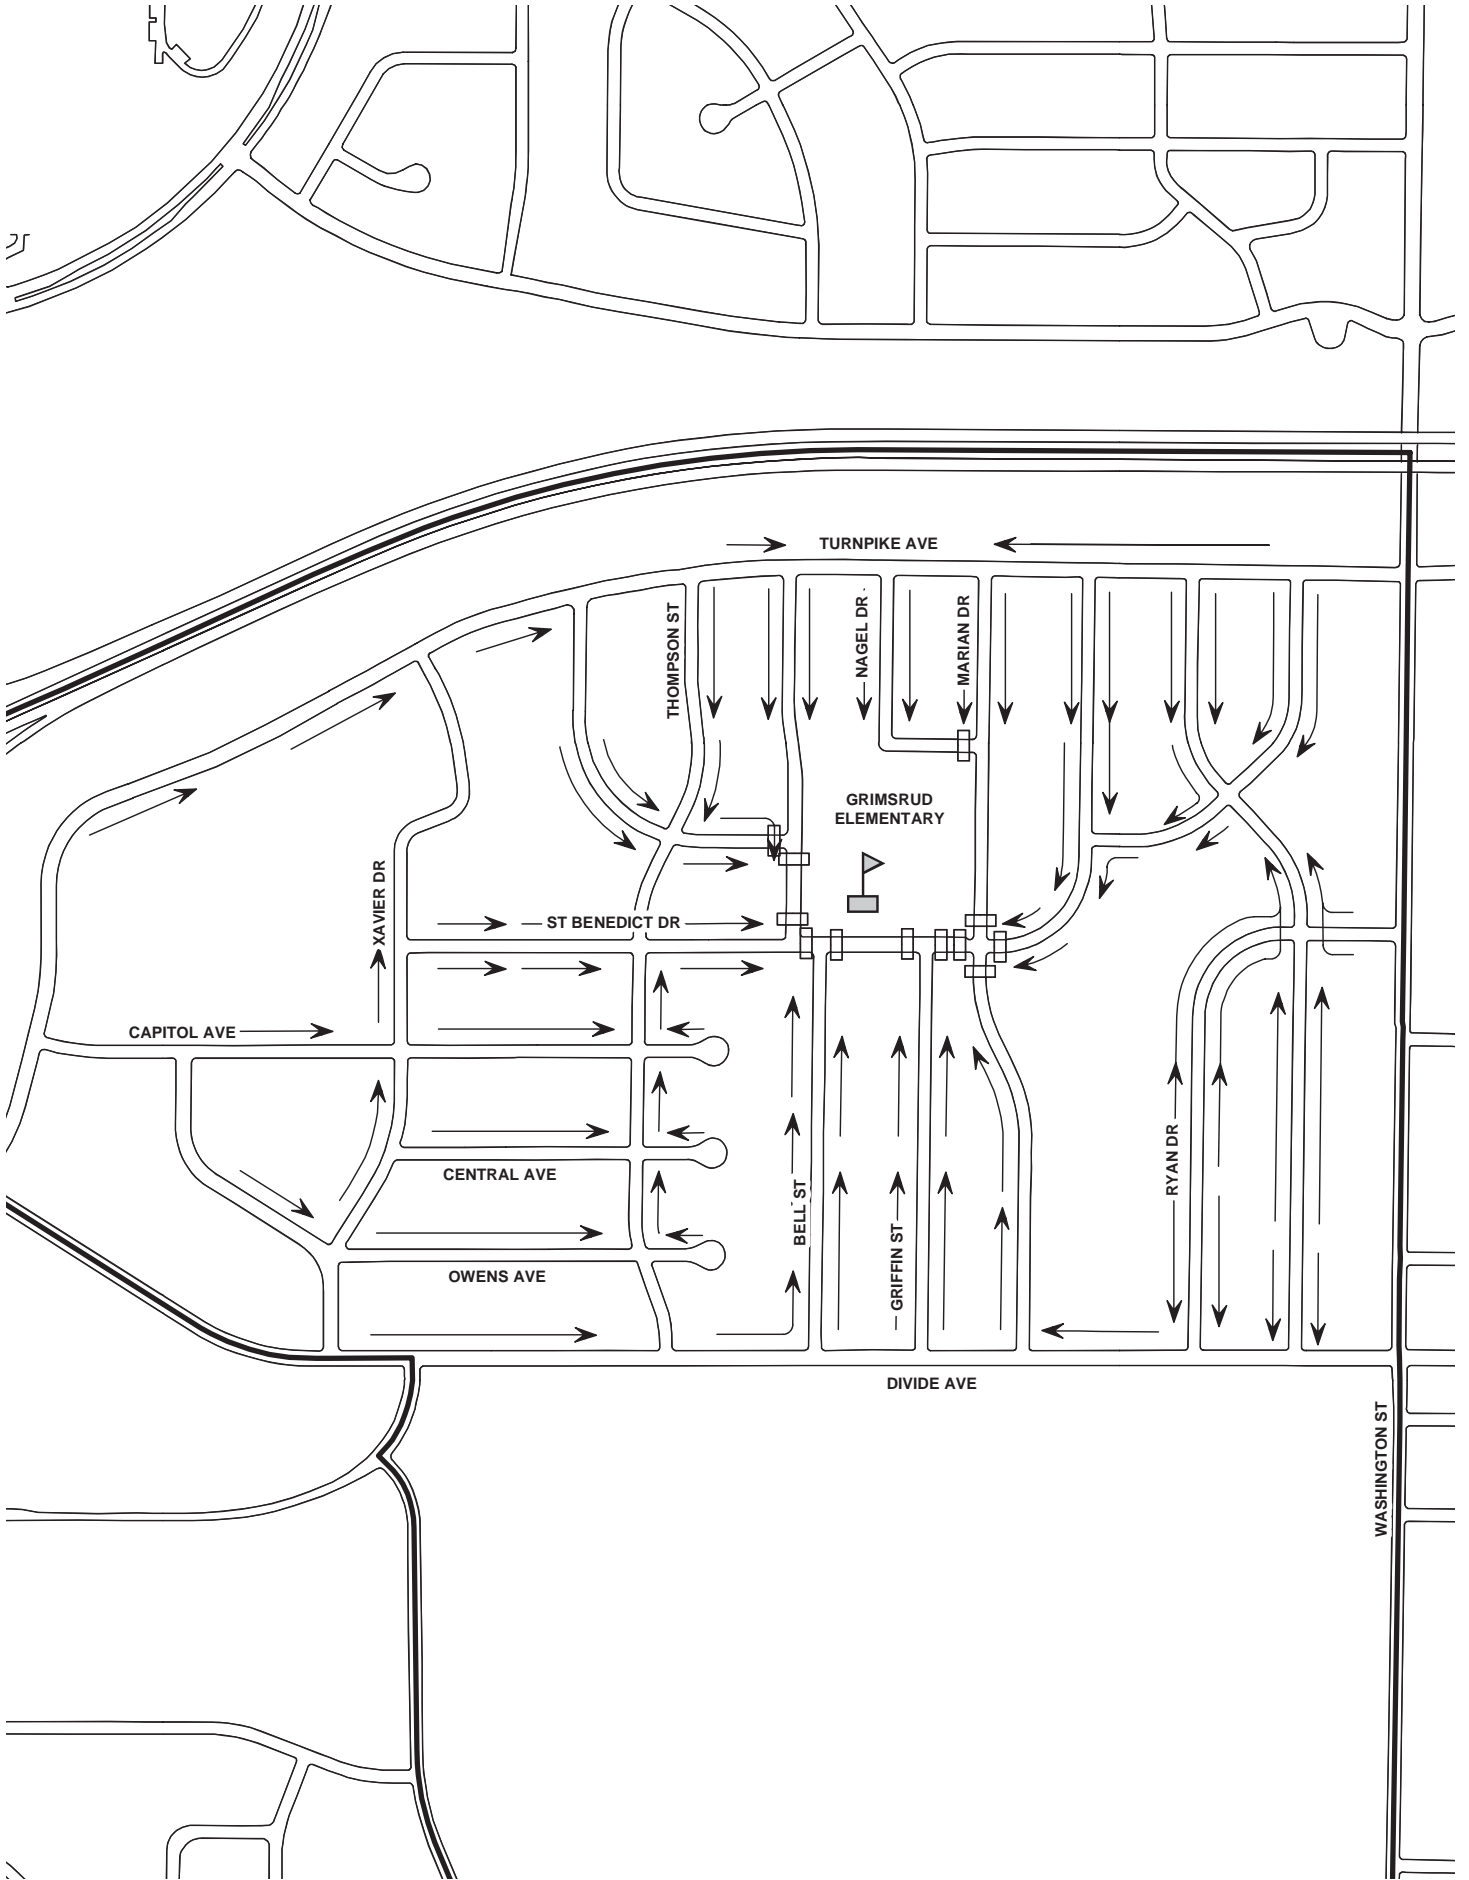 TURNPIKE AVE
THOMPSON ST
NAGEL DR
MARIAN DR
GRIMSRUD
ELEMENTARY
XAVIER DR
ST BENEDICT DR
CAPITOL AVE
RYAN DR
CENTRAL AVE
BELL ST
GRIFFIN ST
OWENS AVE
DIVIDE AVE
WASHINGTON ST